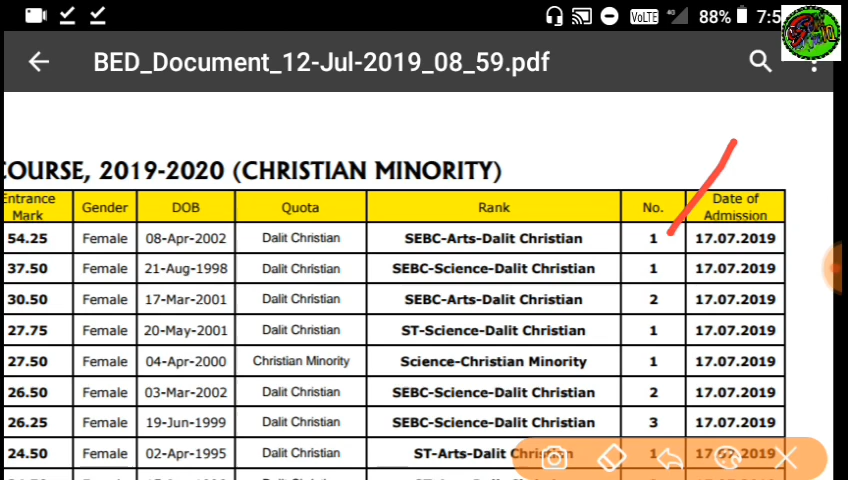 VoLTE 4G 88% 7:5
BED_Document_12-Jul-2019_08_59.pdf
COURSE, 2019-2020 (CHRISTIAN MINORITY)
Entrance Mark Gender DOB Quota Rank No. Date of Admission
54.25 Female 08-Apr-2002 Dalit Christian SEBC-Arts-Dalit Christian 1 17.07.2019
37.50 Female 21-Aug-1998 Dalit Christian SEBC-Science-Dalit Christian 1 17.07.2019
30.50 Female 17-Mar-2001 Dalit Christian SEBC-Arts-Dalit Christian 2 17.07.2019
27.75 Female 20-May-2001 Dalit Christian ST-Science-Dalit Christian 1 17.07.2019
27.50 Female 04-Apr-2000 Christian Minority Science-Christian Minority 1 17.07.2019
26.50 Female 03-Mar-2002 Dalit Christian SEBC-Science-Dalit Christian 2 17.07.2019
26.25 Female 19-Jun-1999 Dalit Christian SEBC-Science-Dalit Christian 3 17.07.2019
24.50 Female 02-Apr-1995 Dalit Christian ST-Arts-Dalit Christian 1